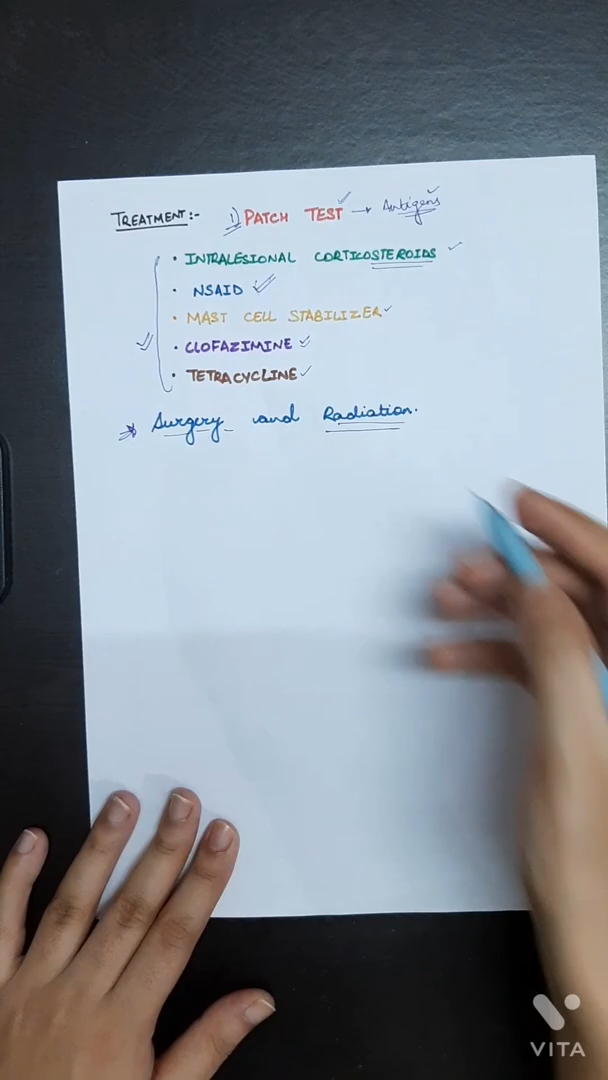 TREATMENT:- 1) PATCH TEST → Antigens
• INTRALESIONAL CORTICOSTEROIDS
• NSAID
• MAST CELL STABILIZER
• CLOFAZIMINE
• TETRACYCLINE
Surgery and Radiation.
VITA